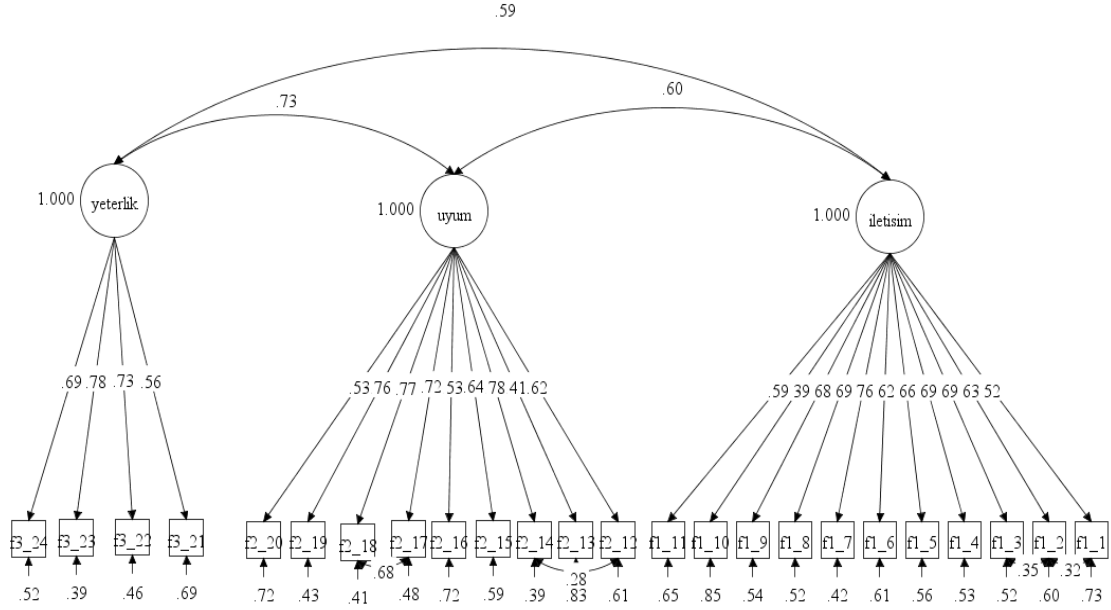 .59
.73 .60
1.000 yeterlik 1.000 uyum 1.000 iletisim
.69 .78 .73 .56 .53 76 .77 .72 53 .64 78 41 .62 .59 39 68 69 76 62 66 69 69 63 52
f3_24 f3_23 f3_22 f3_21 f2_20 f2_19 f2_18 f2_17 f2_16 f2_15 f2_14 f2_13 f2_12 f1_11 f1_10 f1_9 f1_8 f1_7 f1_6 f1_5 f1_4 f1_3 f1_2 f1_1
.68 .28 .35 .32
.52 .39 .46 .69 .72 .43 .41 .48 .72 .59 .39 .83 .61 .65 .85 .54 .52 .42 .61 .56 .53 .52 .60 .73